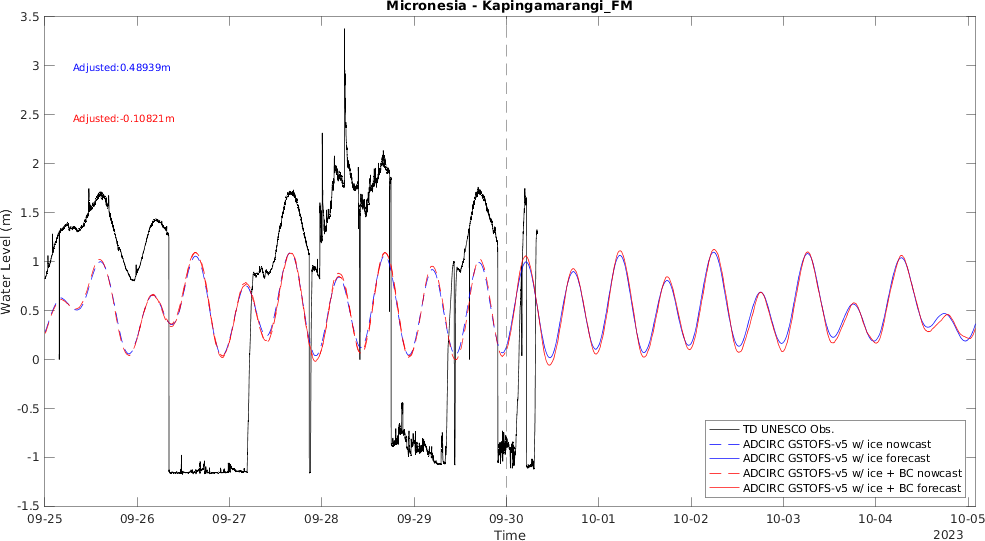 Micronesia - Kapingamarangi_FM
3.5
3
2.5
2
1.5
1
0.5
0
-0.5
-1
-1.5
Water Level (m)
Adjusted:0.48939m
Adjusted:-0.10821m
TD UNESCO Obs.
ADCIRC GSTOFS-v5 w/ ice nowcast
ADCIRC GSTOFS-v5 w/ ice forecast
ADCIRC GSTOFS-v5 w/ ice + BC nowcast
ADCIRC GSTOFS-v5 w/ ice + BC forecast
09-25 09-26 09-27 09-28 09-29 09-30 10-01 10-02 10-03 10-04 10-05
Time
2023